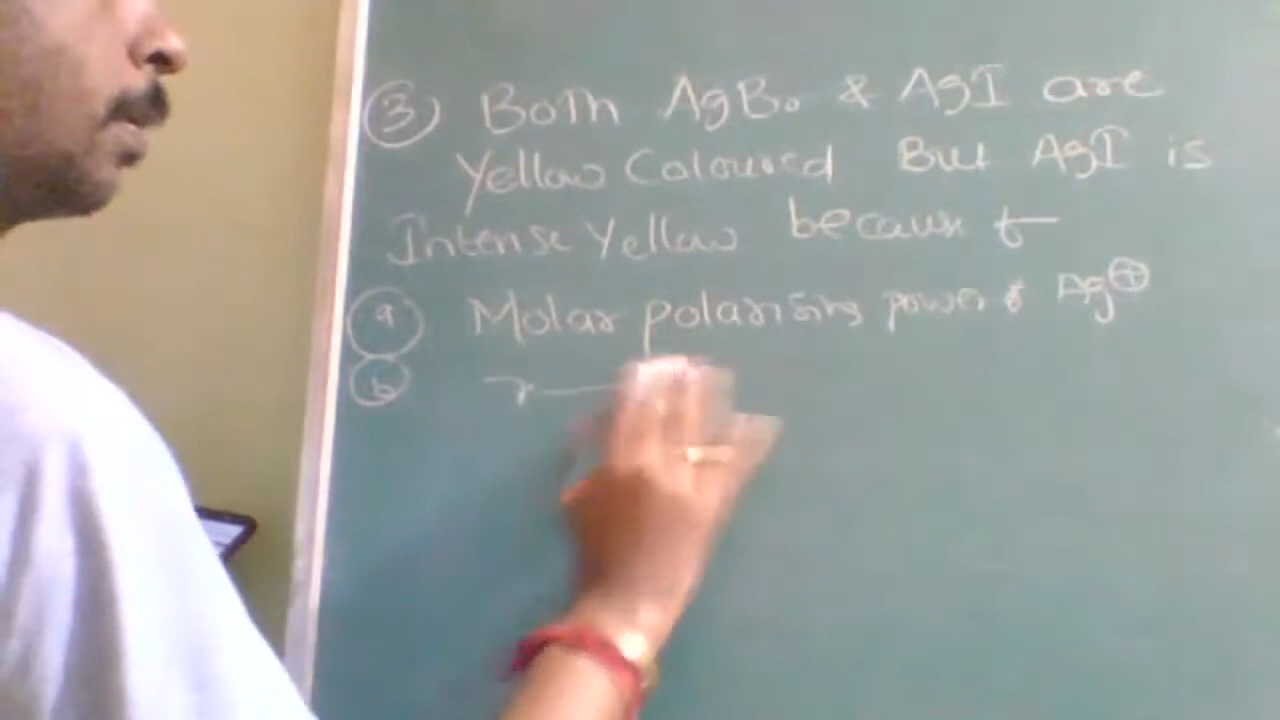 3 Both AgBr & AgI are
Yellow Coloured But AgI is
Intense Yellow because
a Molar polarising power of Ag⊕
b